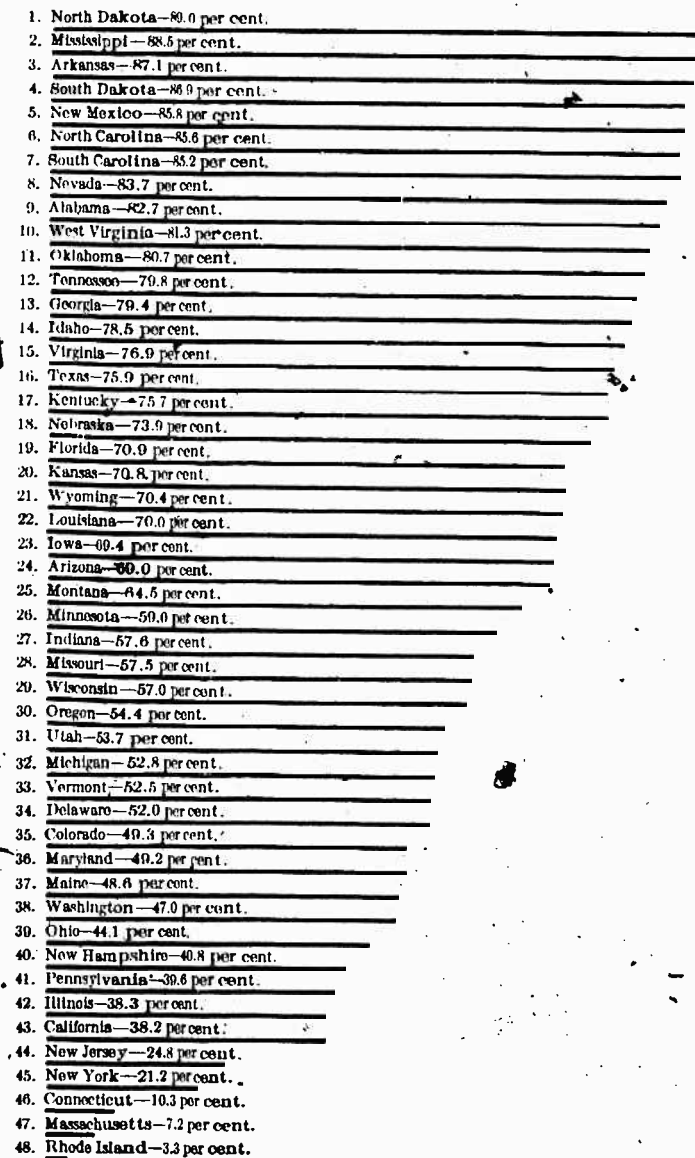 1. North Dakota—89.0 per cent.
2. Mississippi—88.5 per cent.
3. Arkansas—87.1 per cent.
4. South Dakota—86.9 per cent.
5. New Mexico—85.8 per cent.
6. North Carolina—85.6 per cent.
7. South Carolina—85.2 per cent.
8. Nevada—83.7 per cent.
9. Alabama—82.7 per cent.
10. West Virginia—81.3 per cent.
11. Oklahoma—80.7 per cent.
12. Tennessee—79.8 per cent.
13. Georgia—79.4 per cent.
14. Idaho—78.5 per cent.
15. Virginia—76.9 per cent.
16. Texas—75.9 per cent.
17. Kentucky—75.7 per cent.
18. Nebraska—73.9 per cent.
19. Florida—70.9 per cent.
20. Kansas—70.8 per cent.
21. Wyoming—70.4 per cent.
22. Louisiana—70.0 per cent.
23. Iowa—69.4 per cent.
24. Arizona— per cent.
25. Montana—64.5 per cent.
26. Minnesota—59.0 per cent.
27. Indiana—57.6 per cent.
28. Missouri—57.5 per cent.
29. Wisconsin—57.0 per cent.
30. Oregon—54.4 per cent.
31. Utah—53.7 per cent.
32. Michigan—52.8 per cent.
33. Vermont—52.5 per cent.
34. Delaware—52.0 per cent.
35. Colorado—49.3 per cent.
36. Maryland—49.2 per cent.
37. Maine—48.6 per cent.
38. Washington—47.0 per cent.
39. Ohio—44.1 per cent.
40. New Hampshire—40.8 per cent.
41. Pennsylvania—39.6 per cent.
42. Illinois—38.3 per cent.
43. California—38.2 per cent.
44. New Jersey—24.8 per cent.
45. New York—21.2 per cent.
46. Connecticut—10.3 per cent.
47. Massachusetts—7.2 per cent.
48. Rhode Island—3.3 per cent.